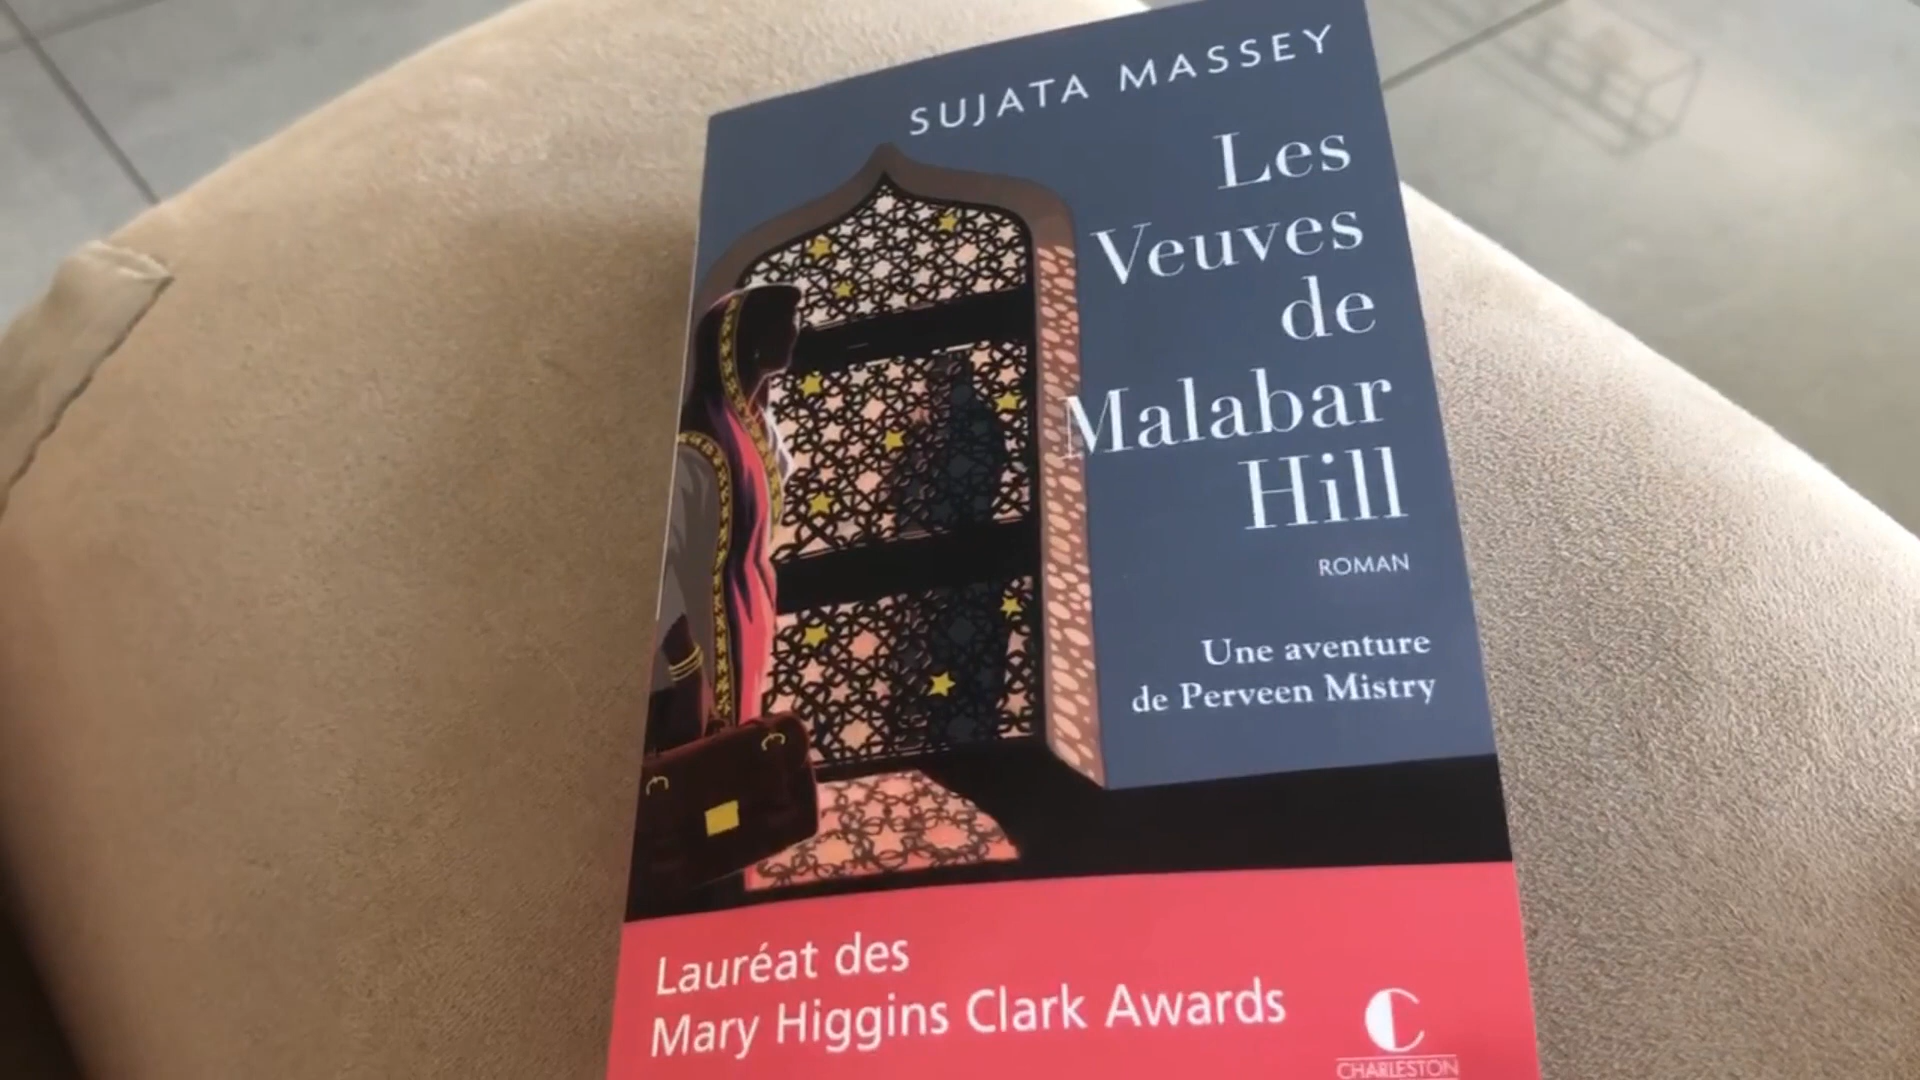 SUJATA MASSEY
Les
Veuves
de
Malabar
Hill
ROMAN
Une aventure
de Perveen Mistry
Lauréat des
Mary Higgins Clark Awards
C
CHARLESTON